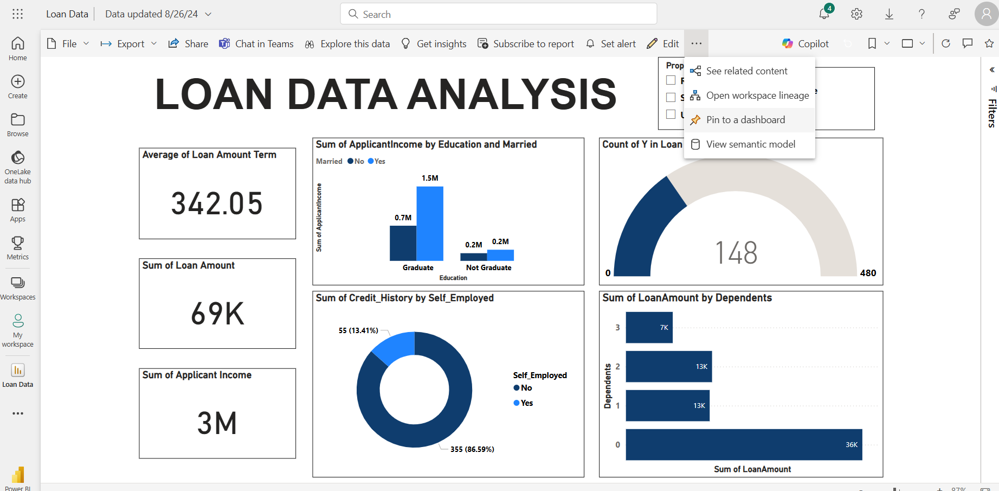 Loan Data
Data updated 8/26/24
Search
4
File
Export
Share
Chat in Teams
Explore this data
Get insights
Subscribe to report
Set alert
Edit
Copilot
See related content
Open workspace lineage
Pin to a dashboard
View semantic model
Home
Create
Browse
OneLake
data hub
Apps
Metrics
Workspaces
My
workspace
Loan Data
Power BI
LOAN DATA ANALYSIS
Prop
Filters
Average of Loan Amount Term
342.05
Sum of Loan Amount
69K
Sum of Applicant Income
3M
Sum of ApplicantIncome by Education and Married
Married No Yes
Sum of ApplicantIncome
1.5M
0.7M
0.2M
0.2M
Graduate
Not Graduate
Education
Count of Y in Loan
148
0
480
Sum of Credit_History by Self_Employed
55 (13.41%)
355 (86.59%)
Self_Employed
No
Yes
Sum of LoanAmount by Dependents
Dependents
3
7K
2
13K
1
13K
0
36K
Sum of LoanAmount